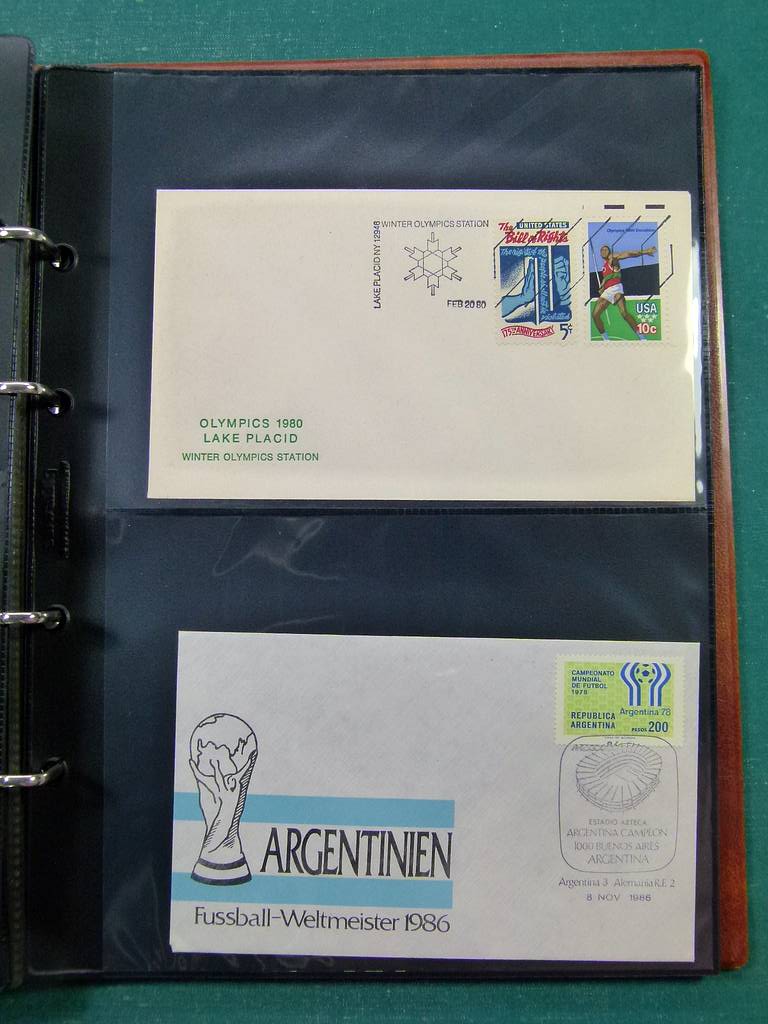 LAKE PLACID NY 12946
WINTER OLYMPICS STATION
FEB 20 80
UNITED STATES
The
Bill of Rights
175th ANNIVERSARY
5¢
USA
10c
OLYMPICS 1980
LAKE PLACID
WINTER OLYMPICS STATION
CAMPEONATO
MUNDIAL
DE FUTBOL
1978
Argentina '78
REPUBLICA
ARGENTINA
PESOS 200
ESTADIO AZTECA
ARGENTINA CAMPEON
1000 BUENOS AIRES
ARGENTINA
Argentina 3 Alemania R.F. 2
8 NOV 1986
ARGENTINIEN
Fussball-Weltmeister 1986